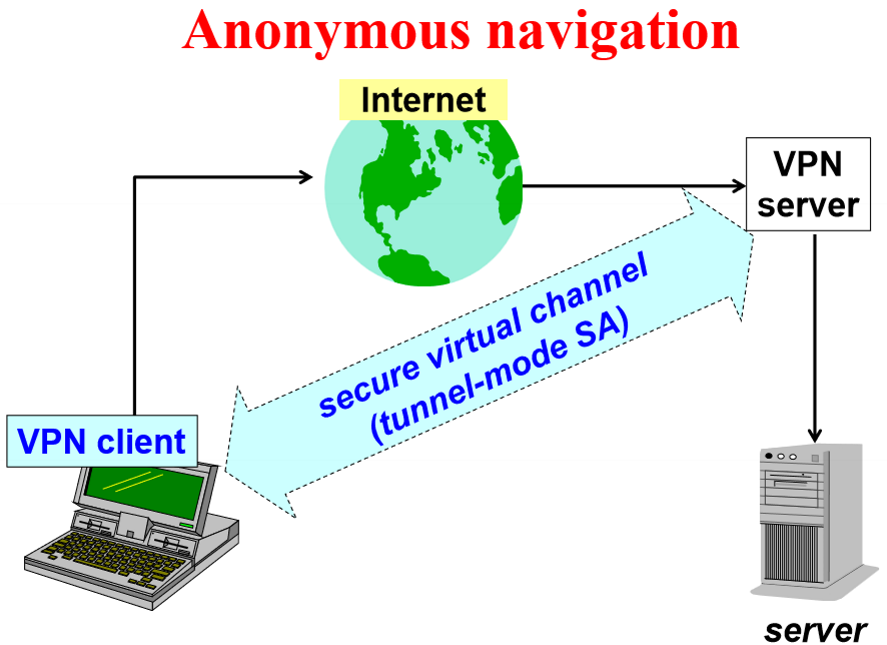 Anonymous navigation
Internet
VPN
server
secure virtual channel
(tunnel-mode SA)
VPN client
server